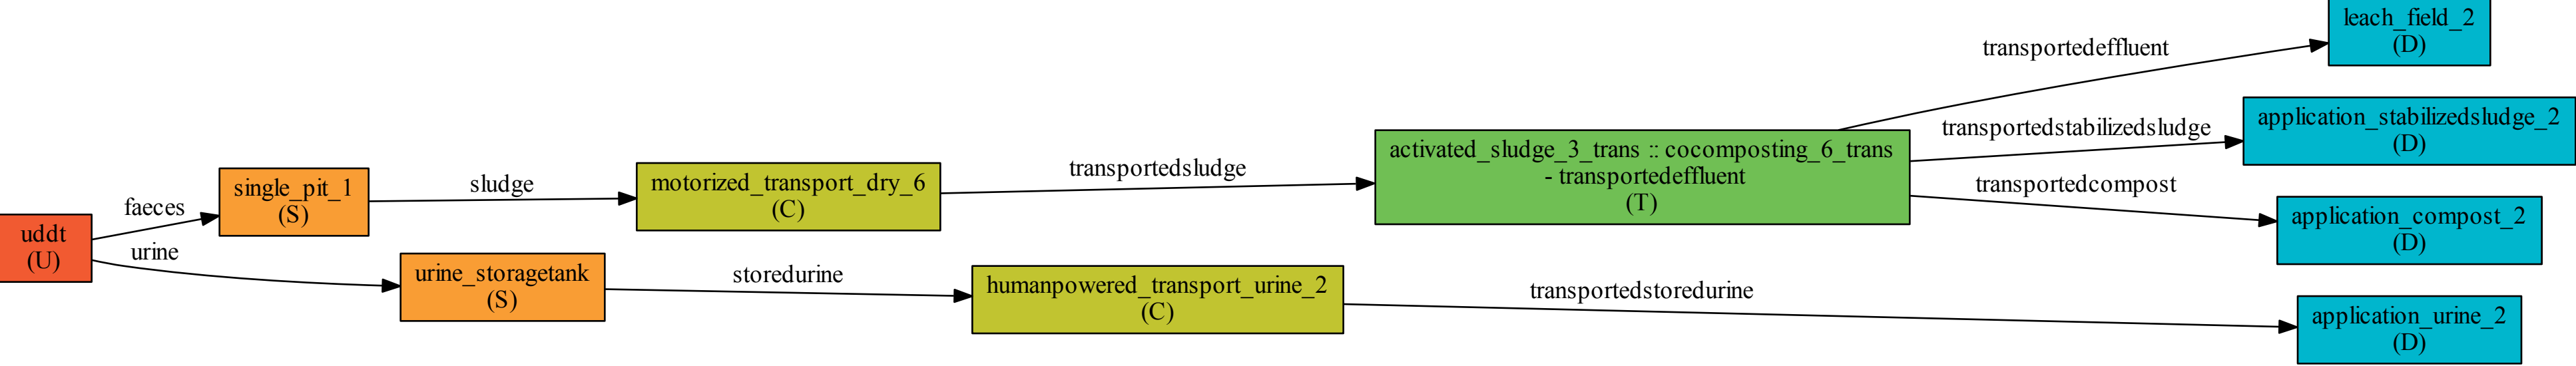 uddt
(U)
faeces
urine
single_pit_1
(S)
urine_storagetank
(S)
sludge
storedurine
motorized_transport_dry_6
(C)
humanpowered_transport_urine_2
(C)
transportedsludge
transportedstoredurine
activated_sludge_3_trans :: cocomposting_6_trans
- transportedeffluent
(T)
transportedeffluent
transportedstabilizedsludge
transportedcompost
leach_field_2
(D)
application_stabilizedsludge_2
(D)
application_compost_2
(D)
application_urine_2
(D)